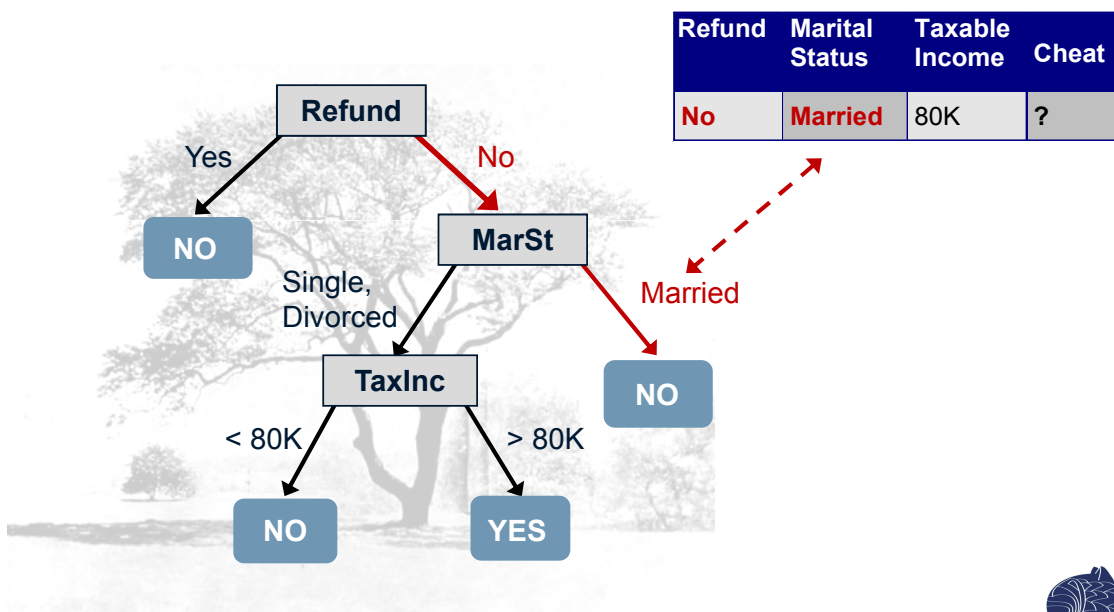 Refund Marital Status Taxable Income Cheat
No Married 80K ?
Refund
Yes No
NO
MarSt
Single,
Divorced
Married
TaxInc
NO
< 80K > 80K
NO YES